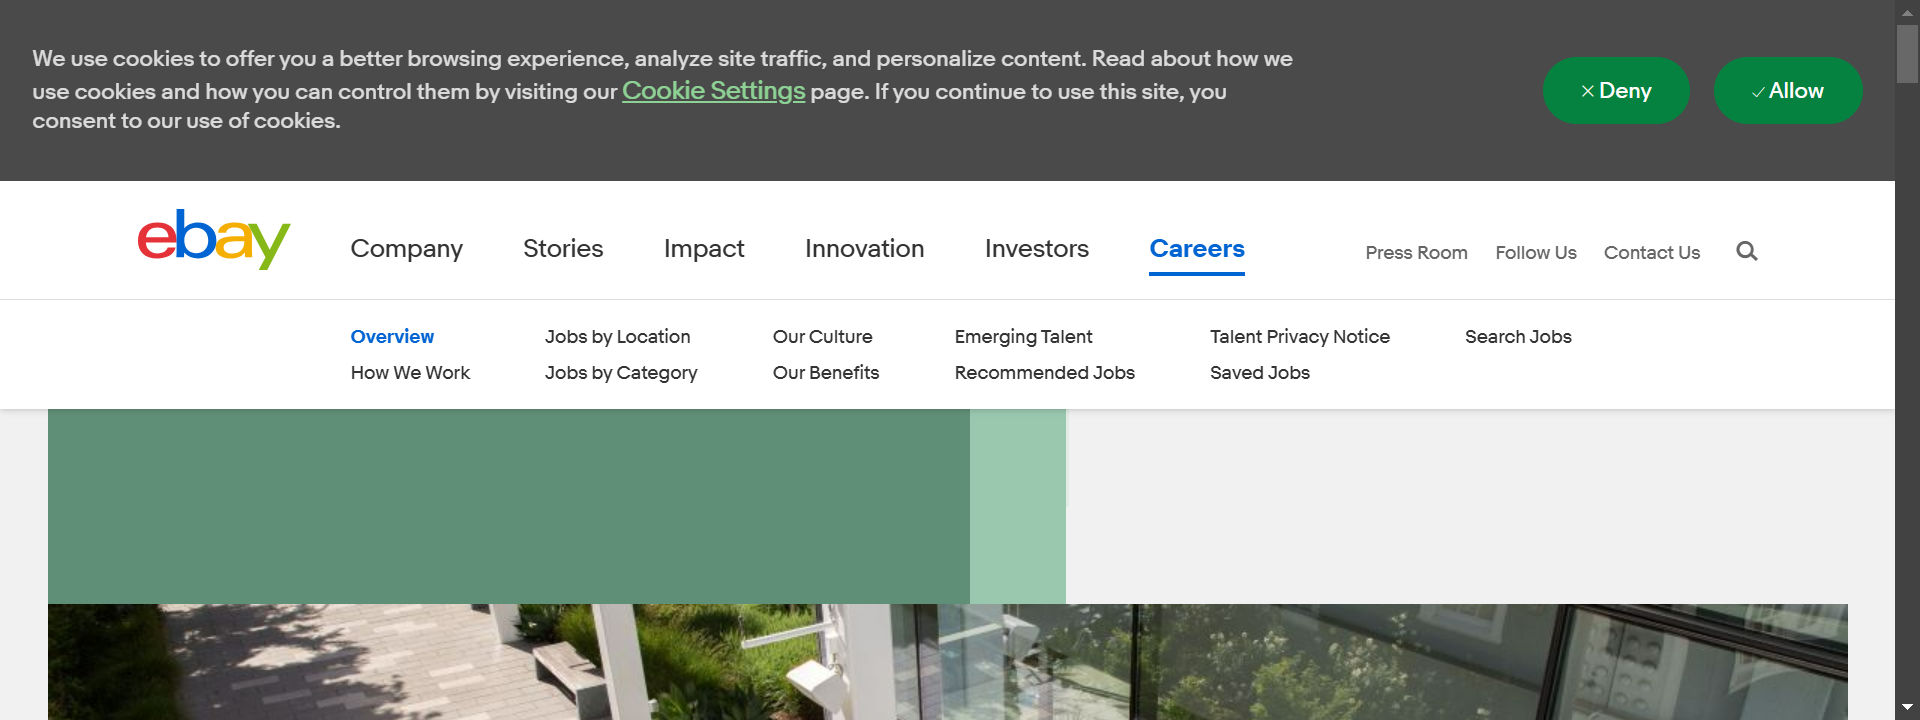 We use cookies to offer you a better browsing experience, analyze site traffic, and personalize content. Read about how we
use cookies and how you can control them by visiting our Cookie Settings page. If you continue to use this site, you
consent to our use of cookies.
Deny
Allow
ebay
Company
Stories
Impact
Innovation
Investors
Careers
Press Room
Follow Us
Contact Us
Overview
Jobs by Location
Our Culture
Emerging Talent
Talent Privacy Notice
Search Jobs
How We Work
Jobs by Category
Our Benefits
Recommended Jobs
Saved Jobs